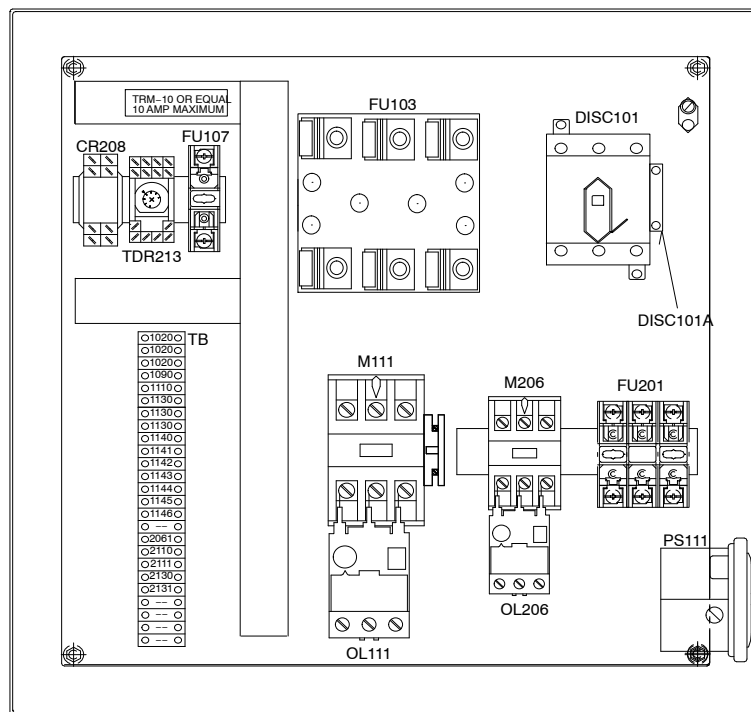 TRM-10 OR EQUAL
10 AMP MAXIMUM
FU103
DISC101
CR208
FU107
TDR213
DISC101A
TB
1020
1020
1020
1090
1110
1130
1130
1130
1140
1141
1142
1143
1144
1145
1146
--
2061
2110
2111
2130
2131
--
--
--
--
M111
M206
FU201
PS111
OL206
OL111